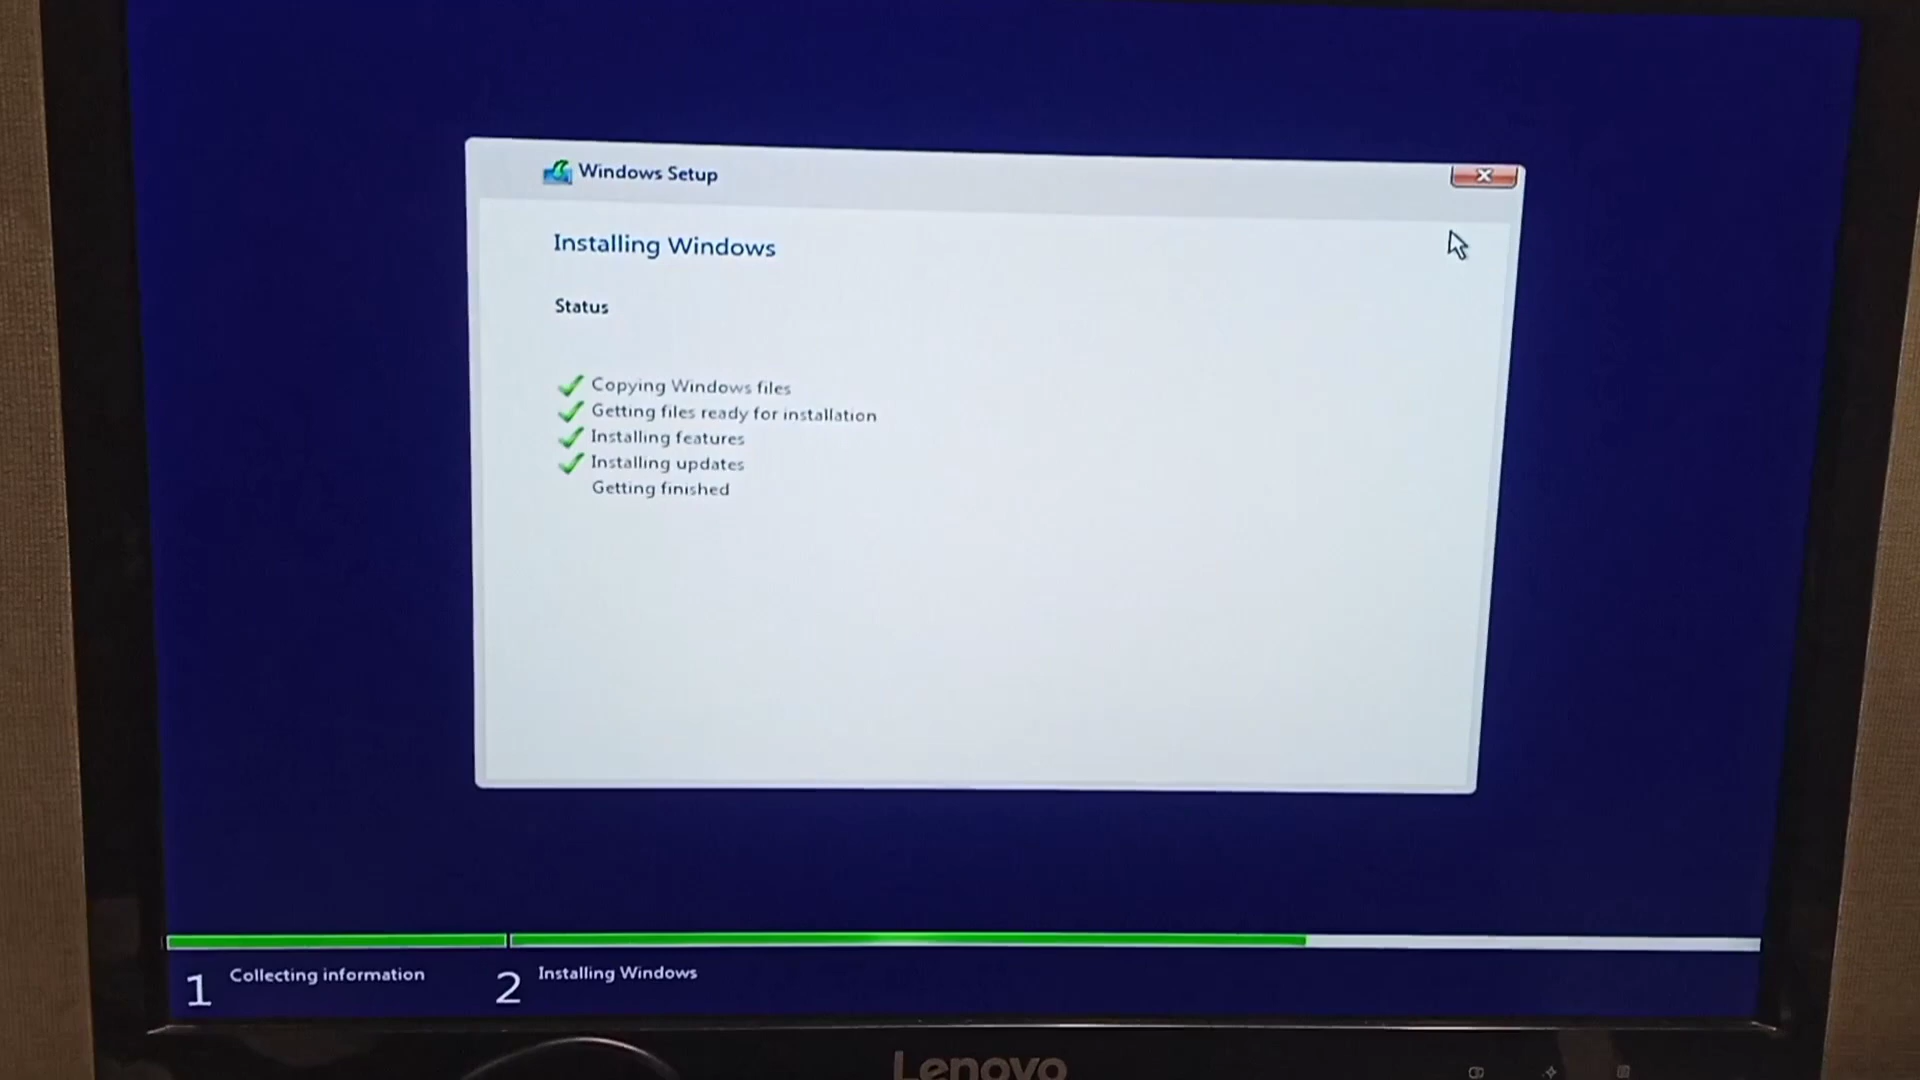 Windows Setup
Installing Windows
Status
Copying Windows files
Getting files ready for installation
Installing features
Installing updates
Getting finished
1 Collecting information
2 Installing Windows
Lenovo